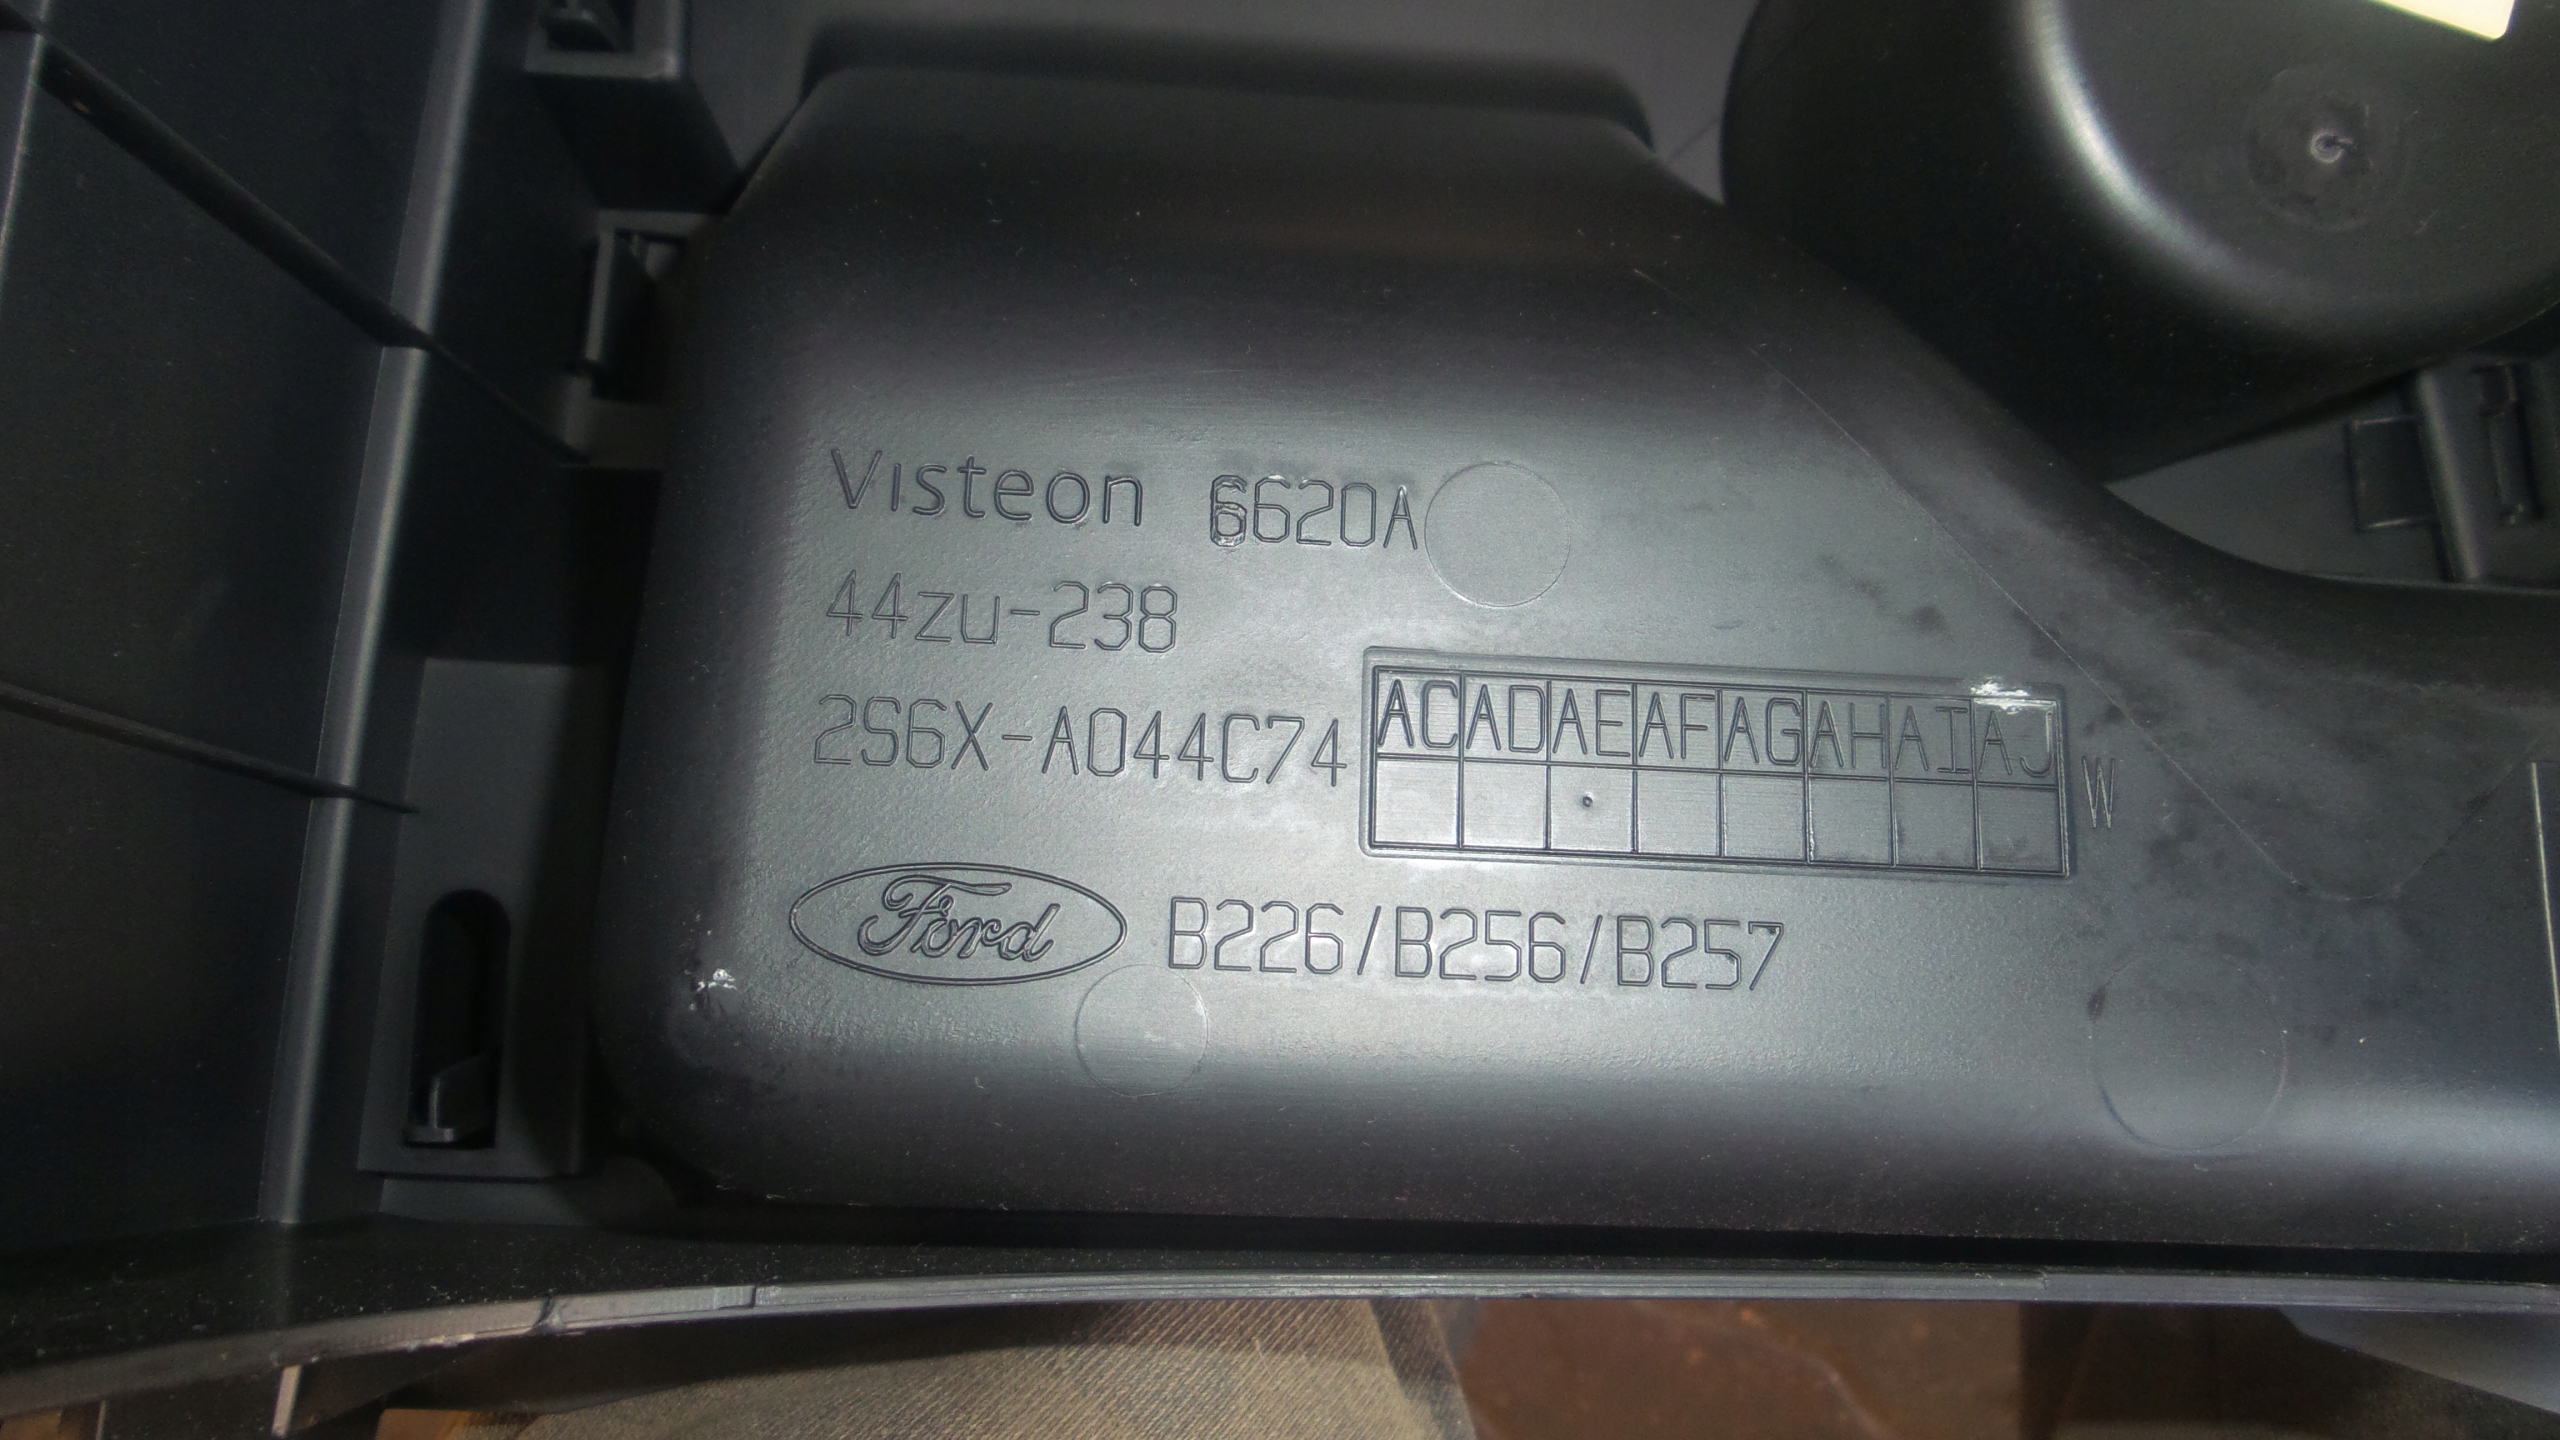 Visteon 6620A
44zu-238
2S6X-A044C74 AC AD AE AF AG AH AI AJ W
Ford B226/B256/B257